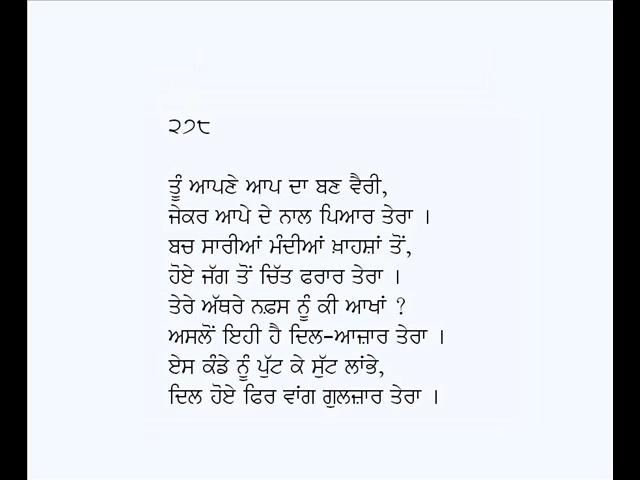 ੨੭੮
ਤੂੰ ਆਪਣੇ ਆਪ ਦਾ ਬਣ ਵੈਰੀ,
ਜੇਕਰ ਆਪੇ ਦੇ ਨਾਲ ਪਿਆਰ ਤੇਰਾ ।
ਬਚ ਸਾਰੀਆਂ ਮੰਦੀਆਂ ਖ਼ਾਹਸ਼ਾਂ ਤੋਂ,
ਹੋਏ ਜੱਗ ਤੋਂ ਚਿੱਤ ਫਰਾਰ ਤੇਰਾ ।
ਤੇਰੇ ਅੱਥਰੇ ਨਫ਼ਸ ਨੂੰ ਕੀ ਆਖਾਂ ?
ਅਸਲੋਂ ਇਹੀ ਹੈ ਦਿਲ-ਆਜ਼ਾਰ ਤੇਰਾ ।
ਏਸ ਕੰਡੇ ਨੂੰ ਪੁੱਟ ਕੇ ਸੁੱਟ ਲਾਂਭੇ,
ਦਿਲ ਹੋਏ ਫਿਰ ਵਾਂਗ ਗੁਲਜ਼ਾਰ ਤੇਰਾ ।